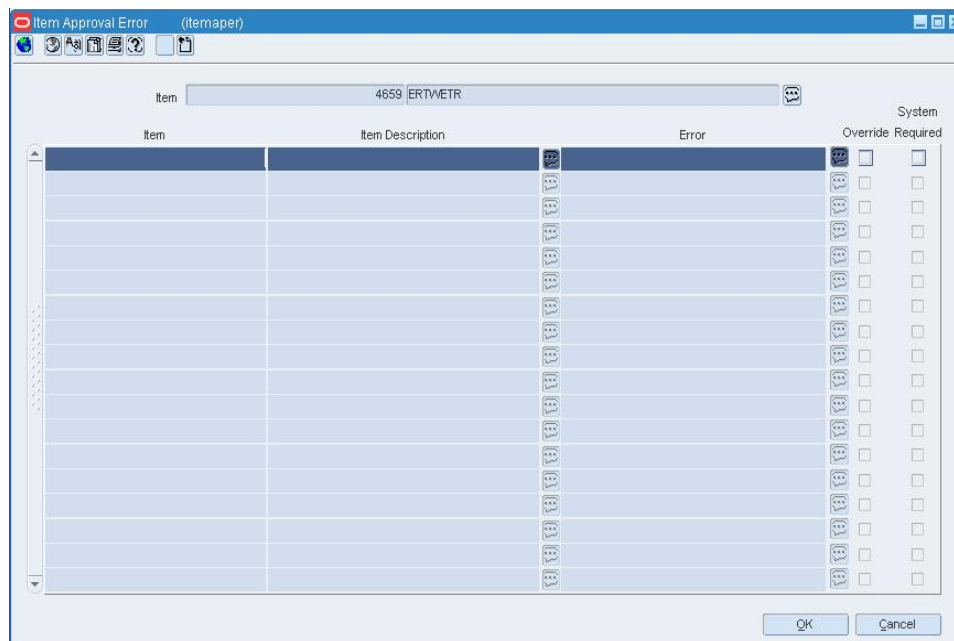 Item Approval Error (itemaper)
Item 4659 ERTWETR
System
Item Item Description Error Override Required
OK Cancel